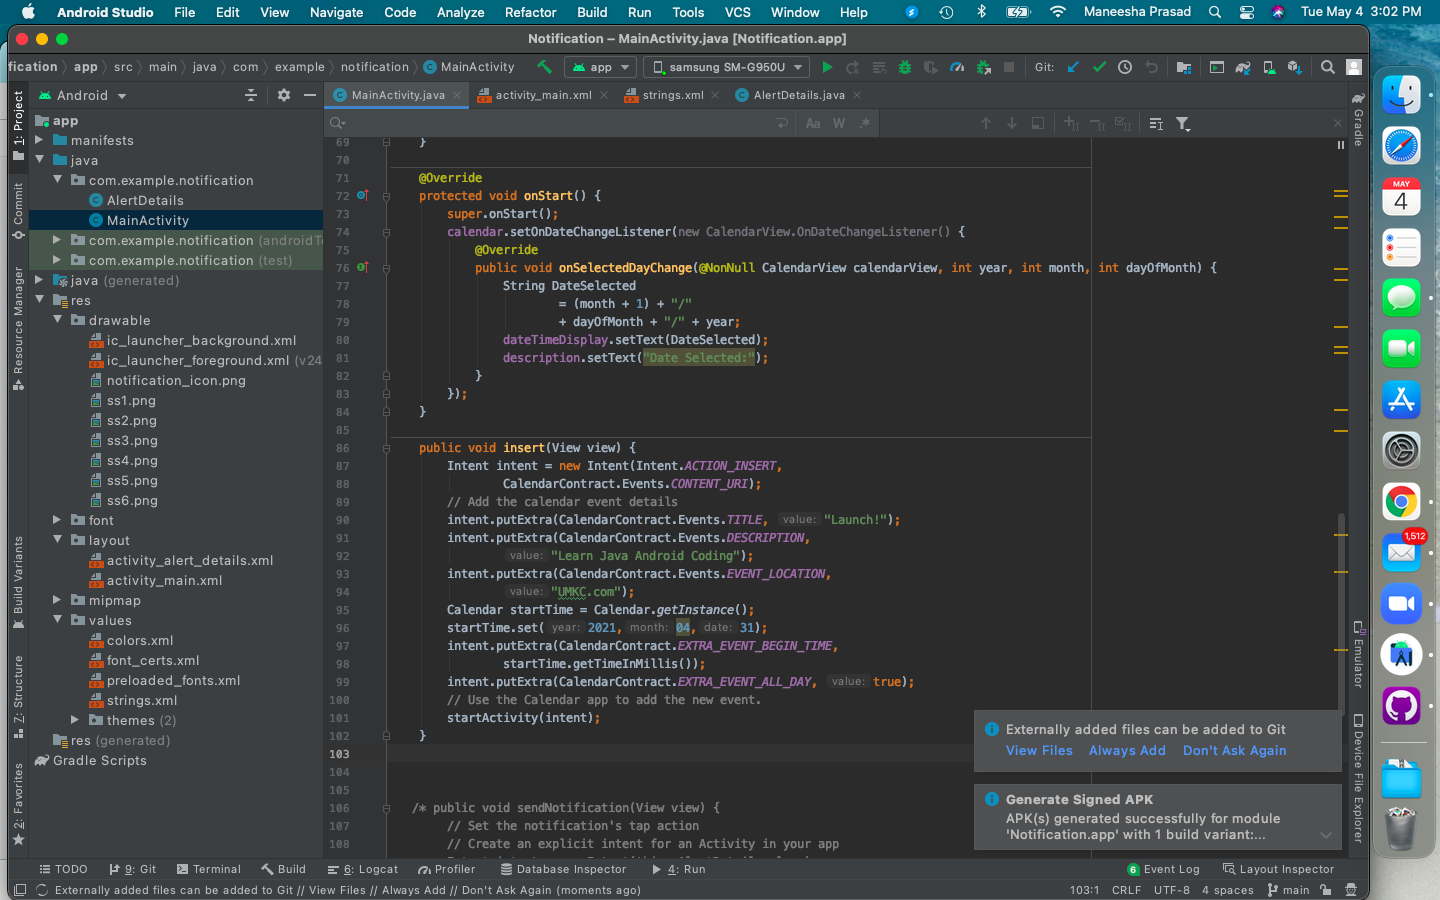 Android Studio File Edit View Navigate Code Analyze Refactor Build Run Tools VCS Window Help Maneesha Prasad Tue May 4 3:02 PM
Notification – MainActivity.java [Notification.app]
fication app src main java com example notification MainActivity app samsung SM-G950U Git:
Android
MainActivity.java activity_main.xml strings.xml AlertDetails.java
Aa W .*
1: Project
Commit
Resource Manager
Build Variants
7: Structure
2: Favorites
app
manifests
java
com.example.notification
AlertDetails
MainActivity
com.example.notification (androidTe
com.example.notification (test)
java (generated)
res
drawable
ic_launcher_background.xml
ic_launcher_foreground.xml (v24
notification_icon.png
ss1.png
ss2.png
ss3.png
ss4.png
ss5.png
ss6.png
font
layout
activity_alert_details.xml
activity_main.xml
mipmap
values
colors.xml
font_certs.xml
preloaded_fonts.xml
strings.xml
themes (2)
res (generated)
Gradle Scripts
69 }
70
71 @Override
72 protected void onStart() {
73 super.onStart();
74 calendar.setOnDateChangeListener(new CalendarView.OnDateChangeListener() {
75 @Override
76 public void onSelectedDayChange(@NonNull CalendarView calendarView, int year, int month, int dayOfMonth) {
77 String DateSelected
78 = (month + 1) + "/"
79 + dayOfMonth + "/" + year;
80 dateTimeDisplay.setText(DateSelected);
81 description.setText("Date Selected:");
82 }
83 });
84 }
85
86 public void insert(View view) {
87 Intent intent = new Intent(Intent.ACTION_INSERT,
88 CalendarContract.Events.CONTENT_URI);
89 // Add the calendar event details
90 intent.putExtra(CalendarContract.Events.TITLE, value: "Launch!");
91 intent.putExtra(CalendarContract.Events.DESCRIPTION,
92 value: "Learn Java Android Coding");
93 intent.putExtra(CalendarContract.Events.EVENT_LOCATION,
94 value: "UMKC.com");
95 Calendar startTime = Calendar.getInstance();
96 startTime.set( year: 2021, month: 04, date: 31);
97 intent.putExtra(CalendarContract.EXTRA_EVENT_BEGIN_TIME,
98 startTime.getTimeInMillis());
99 intent.putExtra(CalendarContract.EXTRA_EVENT_ALL_DAY, value: true);
100 // Use the Calendar app to add the new event.
101 startActivity(intent);
102 }
103
104
105
106 /* public void sendNotification(View view) {
107 // Set the notification's tap action
108 // Create an explicit intent for an Activity in your app
Gradle
Emulator
Device File Explorer
Externally added files can be added to Git
View Files Always Add Don't Ask Again
Generate Signed APK
APK(s) generated successfully for module
'Notification.app' with 1 build variant:...
MAY
4
1,512
TODO 9: Git Terminal Build 6: Logcat Profiler Database Inspector 4: Run 6 Event Log Layout Inspector
Externally added files can be added to Git // View Files // Always Add // Don't Ask Again (moments ago) 103:1 CRLF UTF-8 4 spaces main